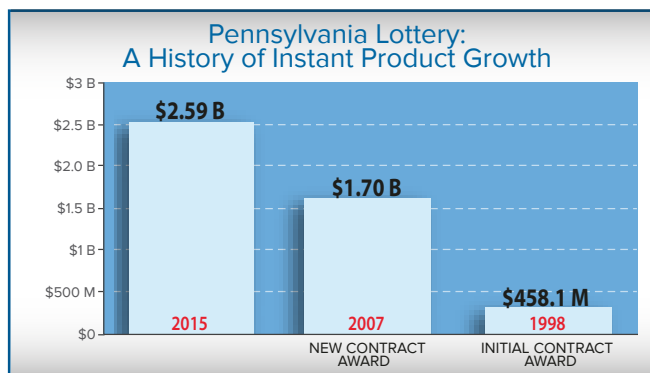 Pennsylvania Lottery:
A History of Instant Product Growth
$3 B
$2.5 B
$2.0 B
$1.5 B
$1 B
$500 M
$0
$2.59 B
$1.70 B
$458.1 M
2015
2007
1998
NEW CONTRACT
AWARD
INITIAL CONTRACT
AWARD